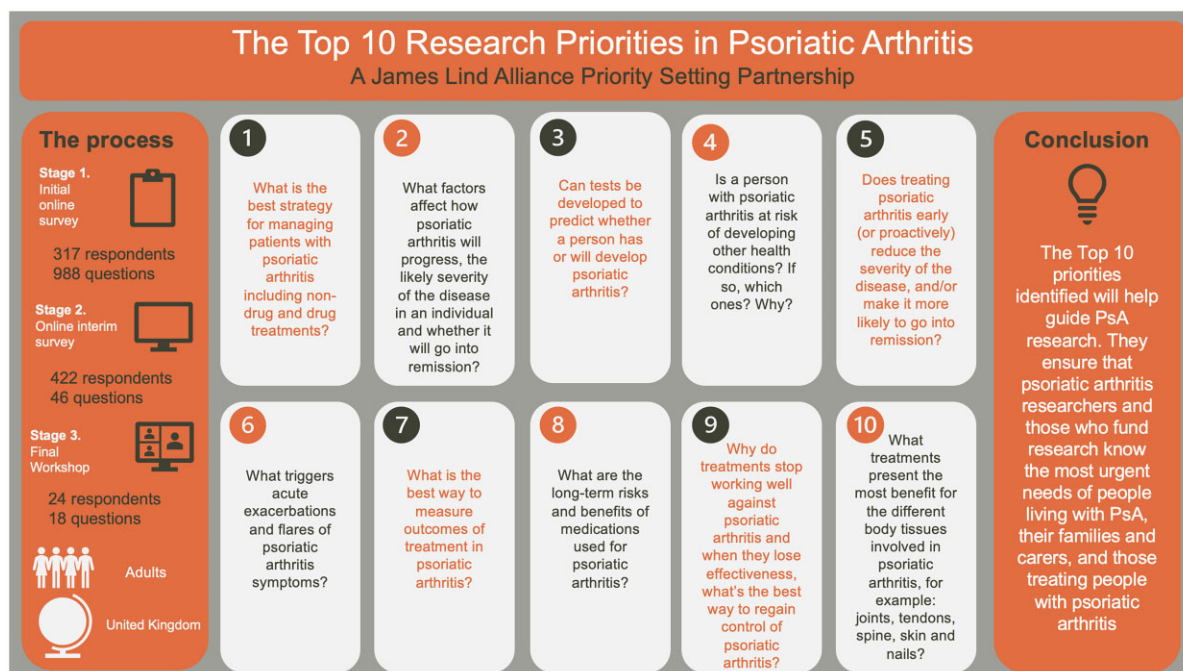 The Top 10 Research Priorities in Psoriatic Arthritis
A James Lind Alliance Priority Setting Partnership
The process
Stage 1.
Initial
online
survey
317 respondents
988 questions
Stage 2.
Online interim
survey
422 respondents
46 questions
Stage 3.
Final
Workshop
24 respondents
18 questions
Adults
United Kingdom
1
What is the
best strategy
for managing
patients with
psoriatic
arthritis
including non-
drug and drug
treatments?
2
What factors
affect how
psoriatic
arthritis will
progress, the
likely severity
of the disease
in an individual
and whether it
will go into
remission?
3
Can tests be
developed to
predict whether
a person has
or will develop
psoriatic
arthritis?
4
Is a person
with psoriatic
arthritis at risk
of developing
other health
conditions? If
so, which
ones? Why?
5
Does treating
psoriatic
arthritis early
(or proactively)
reduce the
severity of the
disease, and/or
make it more
likely to go into
remission?
6
What triggers
acute
exacerbations
and flares of
psoriatic
arthritis
symptoms?
7
What is the
best way to
measure
outcomes of
treatment in
psoriatic
arthritis?
8
What are the
long-term risks
and benefits of
medications
used for
psoriatic
arthritis?
9
Why do
treatments stop
working well
against
psoriatic
arthritis and
when they lose
effectiveness,
what's the best
way to regain
control of
psoriatic
arthritis?
10
What
treatments
present the
most benefit for
the different
body tissues
involved in
psoriatic
arthritis, for
example:
joints, tendons,
spine, skin and
nails?
Conclusion
The Top 10
priorities
identified will help
guide PsA
research. They
ensure that
psoriatic arthritis
researchers and
those who fund
research know
the most urgent
needs of people
living with PsA,
their families and
carers, and those
treating people
with psoriatic
arthritis